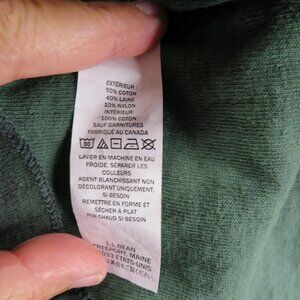 EXTÉRIEUR:
50% COTON
40% LAINE
10% NYLON
INTÉRIEUR:
100% COTON
SAUF GARNITURES
FABRIQUÉ AU CANADA
30
LAVER EN MACHINE EN EAU
FROIDE, SÉPARER LES
COULEURS
AGENT BLANCHISSANT NON
DÉCOLORANT UNIQUEMENT,
SI BESOIN
REMETTRE EN FORME ET
SÉCHER À PLAT
FER CHAUD SI BESOIN
L.L.BEAN
FREEPORT, MAINE
033 ÉTATS-UNIS